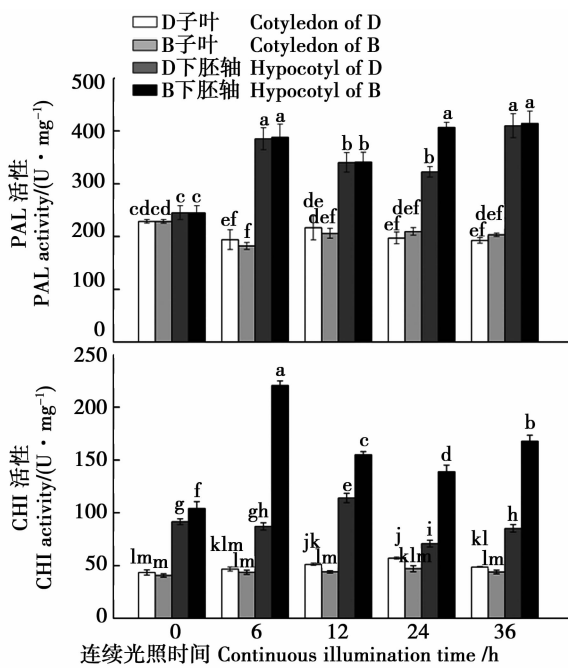 D子叶 Cotyledon of D
B子叶 Cotyledon of B
D下胚轴 Hypocotyl of D
B下胚轴 Hypocotyl of B
PAL 活性
PAL activity/(U·mg⁻¹)
500
400
300
200
100
0
cd cd c c
ef f a a
de def b b
ef def b a
ef def a a
CHI 活性
CHI activity/(U·mg⁻¹)
250
200
150
100
50
0
lm m g f
klm lm gh a
jk lm e c
j klm i d
kl lm h b
0 6 12 24 36
连续光照时间 Continuous illumination time /h